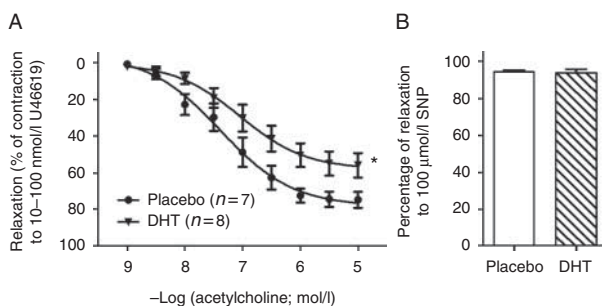 A
Relaxation (% of contraction
to 10–100 nmol/l U46619)
0
20
40
60
80
100
Placebo (n=7)
DHT (n=8)
*
9
8
7
6
5
–Log (acetylcholine; mol/l)
B
Percentage of relaxation
to 100 μmol/l SNP
100
80
60
40
20
0
Placebo
DHT